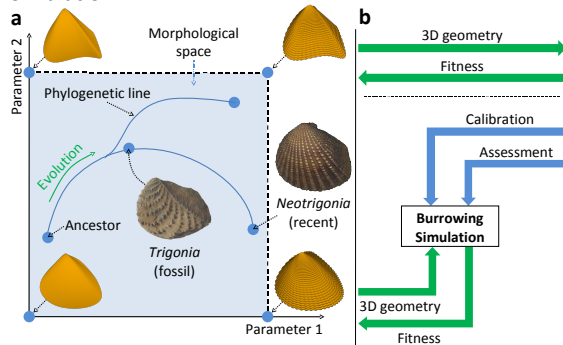 a
Parameter 2
Morphological
space
Phylogenetic line
Evolution
Ancestor
Trigonia
(fossil)
Neotrigonia
(recent)
Parameter 1
b
3D geometry
Fitness
Calibration
Assessment
Burrowing
Simulation
3D geometry
Fitness